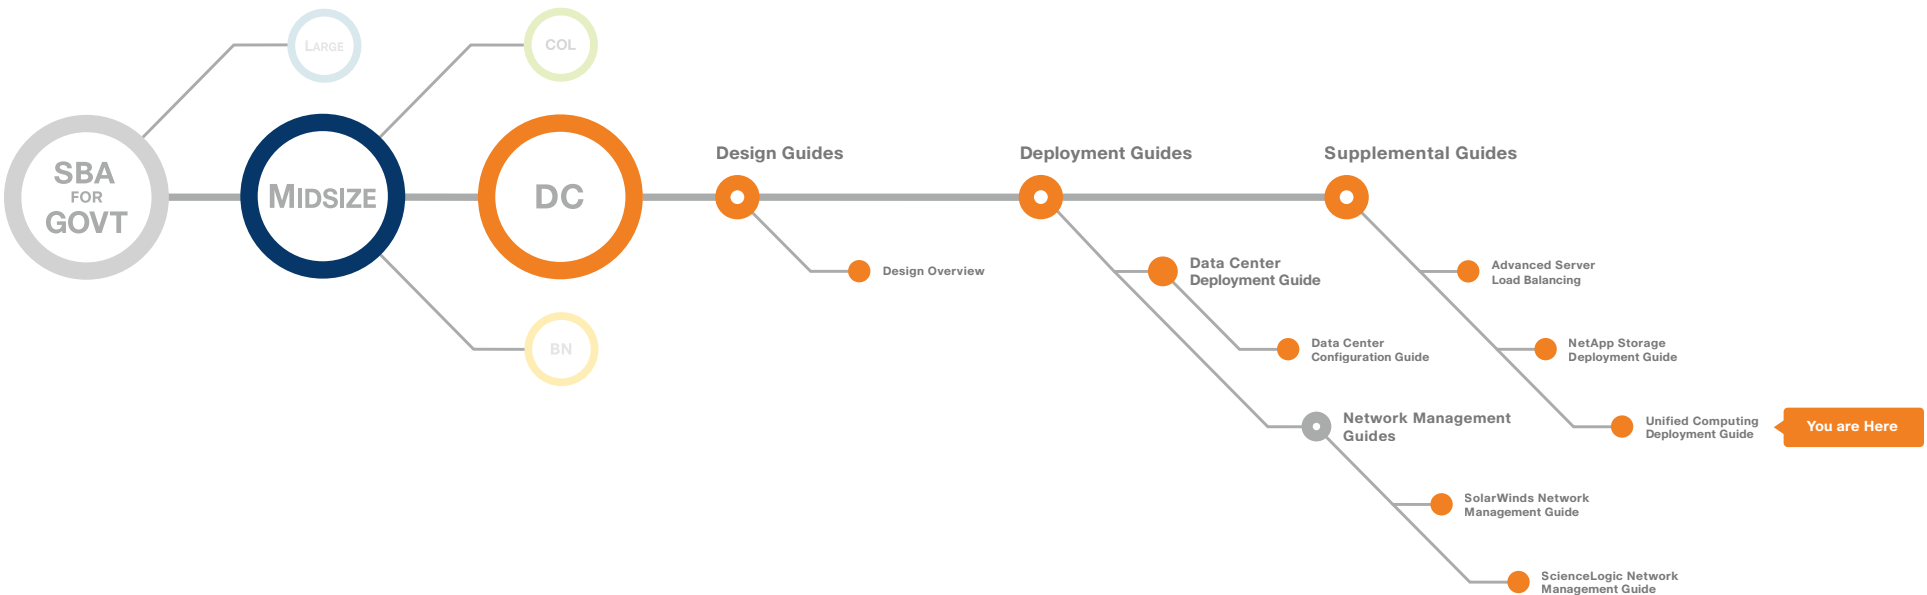 LARGE
COL
SBA
FOR
GOVT
MIDSIZE
DC
BN
Design Guides
Design Overview
Deployment Guides
Data Center
Deployment Guide
Data Center
Configuration Guide
Network Management
Guides
SolarWinds Network
Management Guide
ScienceLogic Network
Management Guide
Supplemental Guides
Advanced Server
Load Balancing
NetApp Storage
Deployment Guide
Unified Computing
Deployment Guide
You are Here